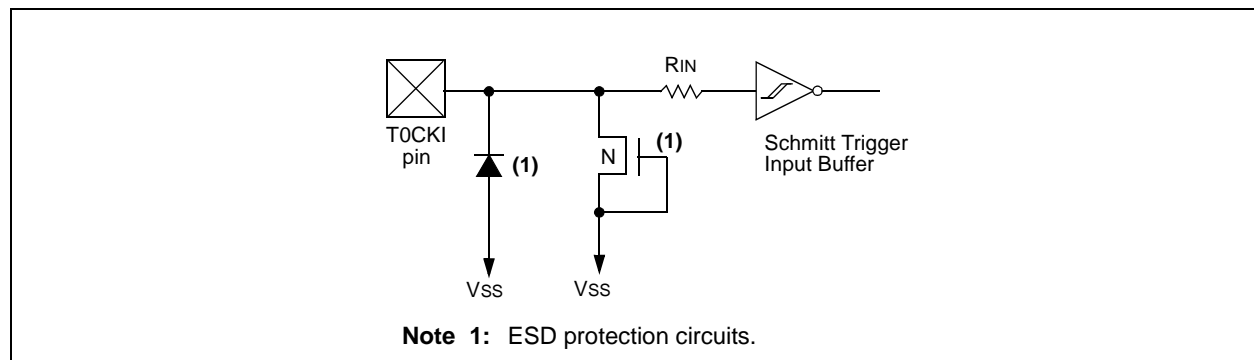 RIN
T0CKI
pin
(1)
N
(1)
Schmitt Trigger
Input Buffer
VSS
VSS
Note 1: ESD protection circuits.